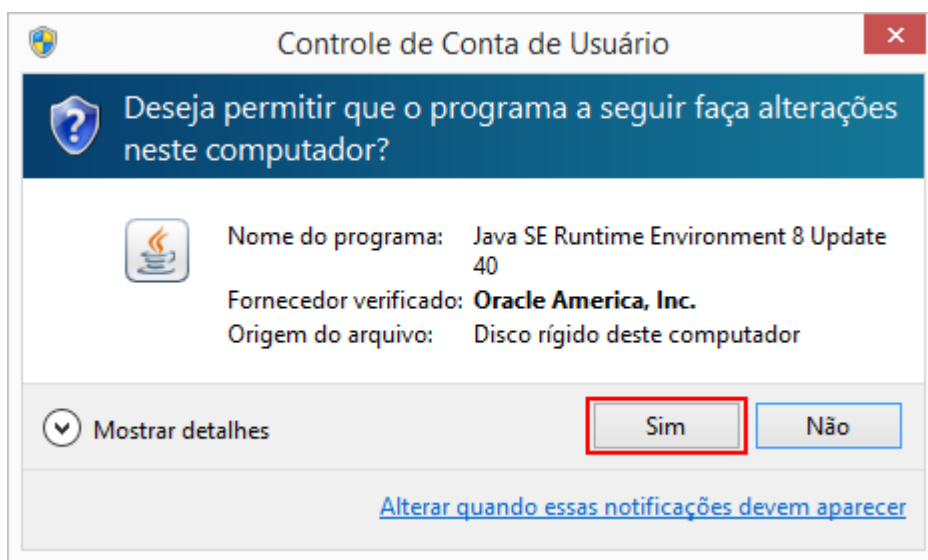 Controle de Conta de Usuário
Deseja permitir que o programa a seguir faça alterações
neste computador?
Nome do programa: Java SE Runtime Environment 8 Update
40
Fornecedor verificado: Oracle America, Inc.
Origem do arquivo: Disco rígido deste computador
Mostrar detalhes
Sim
Não
Alterar quando essas notificações devem aparecer